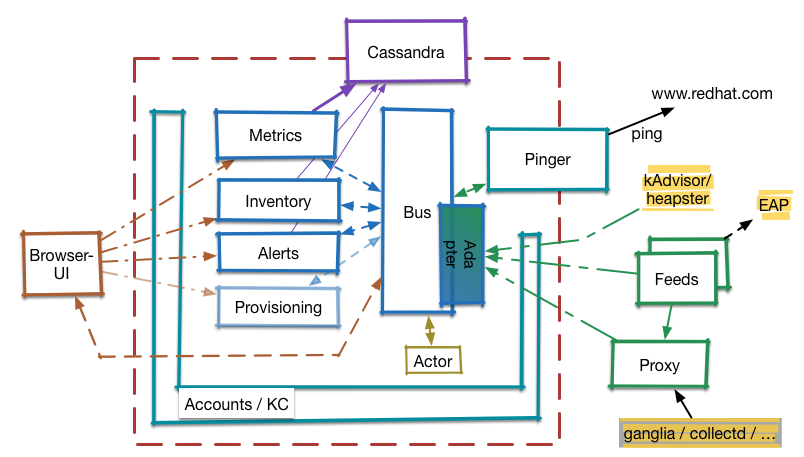 Cassandra
www.redhat.com
ping
Metrics
Pinger
kAdvisor/
heapster
Inventory
Bus
EAP
Alerts
Ada
pter
Browser-
UI
Feeds
Provisioning
Actor
Proxy
Accounts / KC
ganglia / collectd / ...